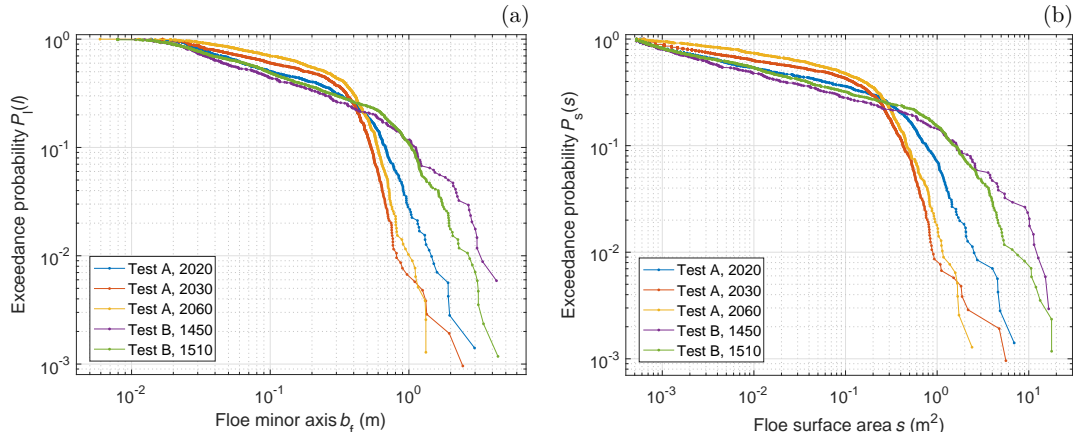 (a)
Exceedance probability P_l(l)
10^0
10^-1
10^-2
10^-3
Test A, 2020
Test A, 2030
Test A, 2060
Test B, 1450
Test B, 1510
10^-2
10^-1
10^0
Floe minor axis b_f (m)
(b)
Exceedance probability P_s(s)
10^0
10^-1
10^-2
10^-3
Test A, 2020
Test A, 2030
Test A, 2060
Test B, 1450
Test B, 1510
10^-3
10^-2
10^-1
10^0
10^1
Floe surface area s (m^2)